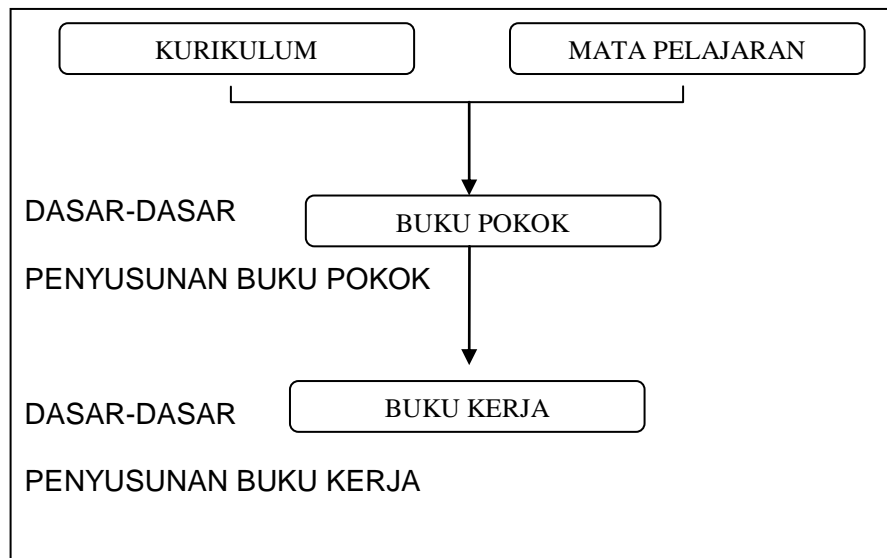 KURIKULUM
MATA PELAJARAN
DASAR-DASAR
BUKU POKOK
PENYUSUNAN BUKU POKOK
DASAR-DASAR
BUKU KERJA
PENYUSUNAN BUKU KERJA